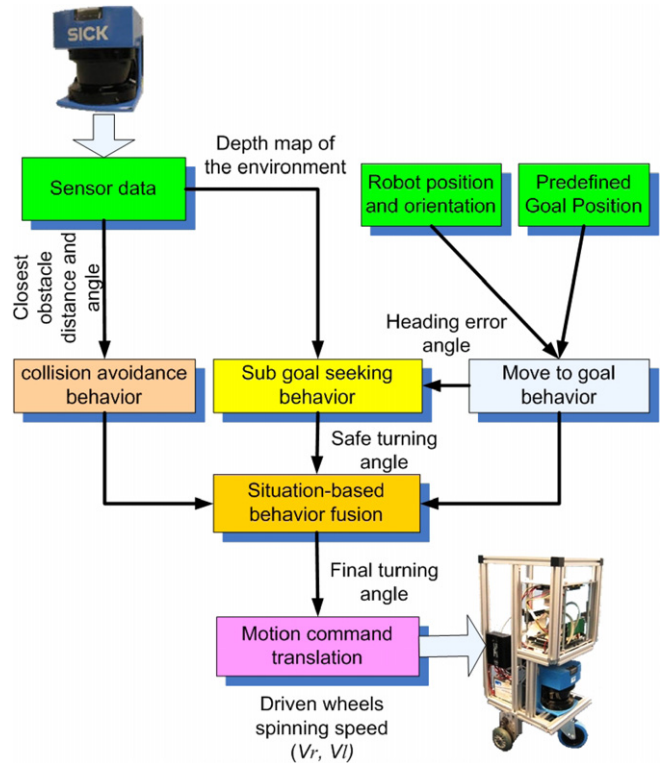 SICK
Depth map of
the environment
Sensor data
Robot position
and orientation
Predefined
Goal Position
Closest
obstacle
distance and
angle
Heading error
angle
collision avoidance
behavior
Sub goal seeking
behavior
Move to goal
behavior
Safe turning
angle
Situation-based
behavior fusion
Final turning
angle
Motion command
translation
Driven wheels
spinning speed
(Vr, Vl)